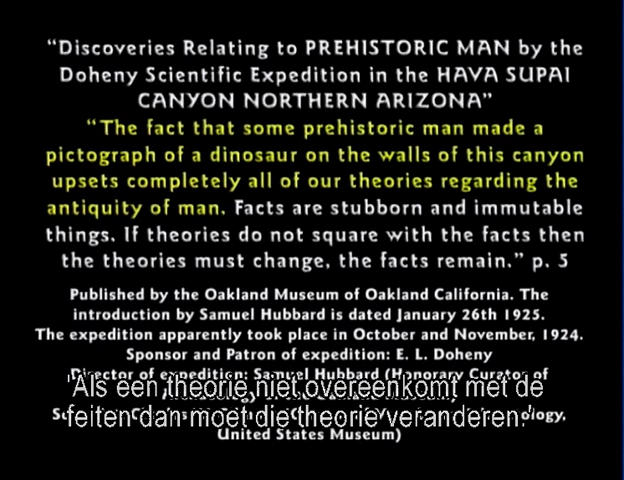 “Discoveries Relating to PREHISTORIC MAN by the
Doheny Scientific Expedition in the HAVA SUPAI
CANYON NORTHERN ARIZONA”
“The fact that some prehistoric man made a
pictograph of a dinosaur on the walls of this canyon
upsets completely all of our theories regarding the
antiquity of man. Facts are stubborn and immutable
things. If theories do not square with the facts then
the theories must change, the facts remain.” p. 5
Published by the Oakland Museum of Oakland California. The
introduction by Samuel Hubbard is dated January 26th 1925.
The expedition apparently took place in October and November, 1924.
Sponsor and Patron of expedition: E. L. Doheny
Director of expedition: Samuel Hubbard (Honorary Curator of
'Als een theorie niet overeenkomt met de
feiten dan moet die theorie veranderen.'
United States Museum)